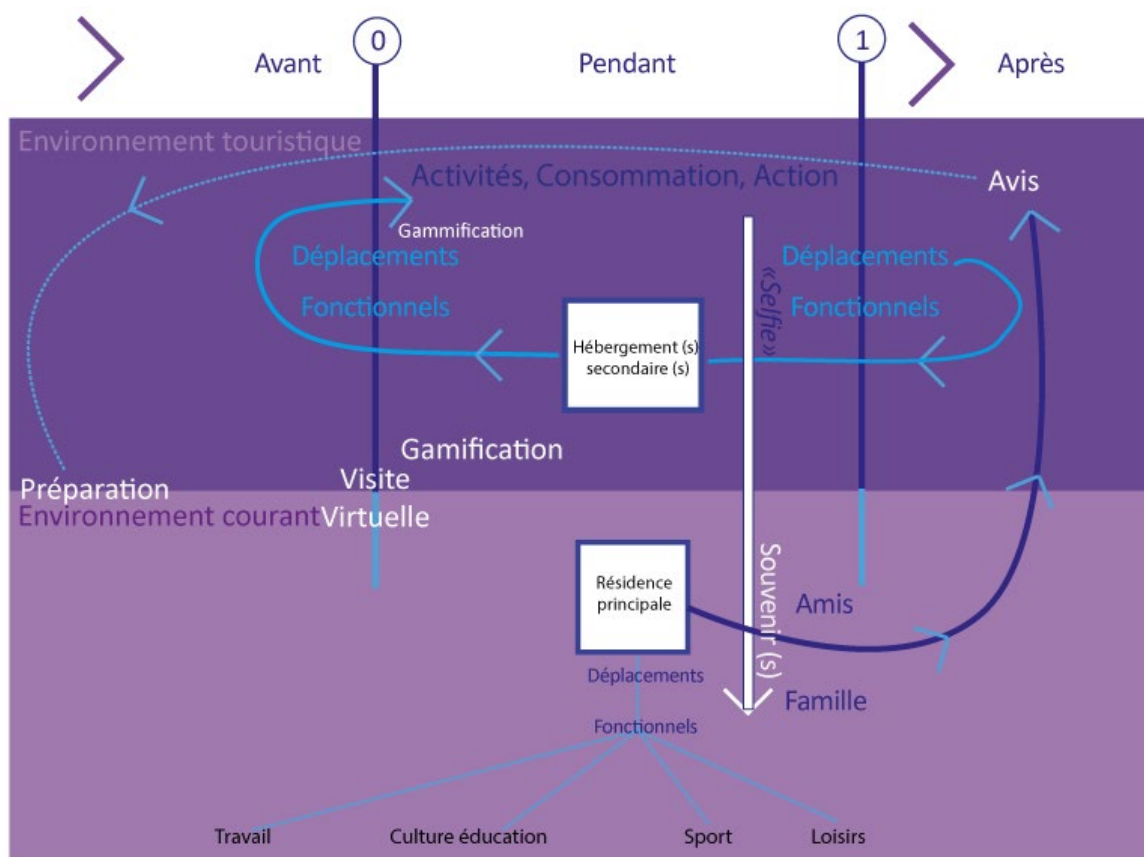 0
1
Avant
Pendant
Après
Environnement touristique
Activités, Consommation, Action
Avis
Gammification
Déplacements
Fonctionnels
«Selfie»
Déplacements
Fonctionnels
Hébergement (s)
secondaire (s)
Gamification
Visite
Virtuelle
Préparation
Environnement courant
Résidence
principale
Souvenir (s)
Amis
Famille
Déplacements
Fonctionnels
Travail
Culture éducation
Sport
Loisirs